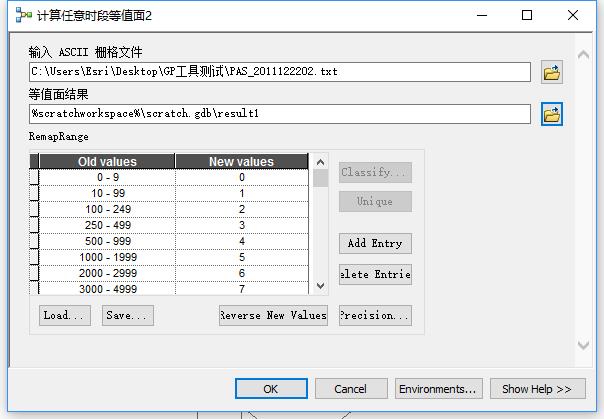 计算任意时段等值面2
输入 ASCII 栅格文件
C:\Users\Esri\Desktop\GP工具测试\PAS_2011122202.txt
等值面结果
%scratchworkspace%\scratch.gdb\result1
RemapRange
Old values New values
0 - 9 0
10 - 99 1
100 - 249 2
250 - 499 3
500 - 999 4
1000 - 1999 5
2000 - 2999 6
3000 - 4999 7
Classify...
Unique
Add Entry
elete Entrie
Load... Save... Reverse New Values Precision...
OK Cancel Environments... Show Help >>